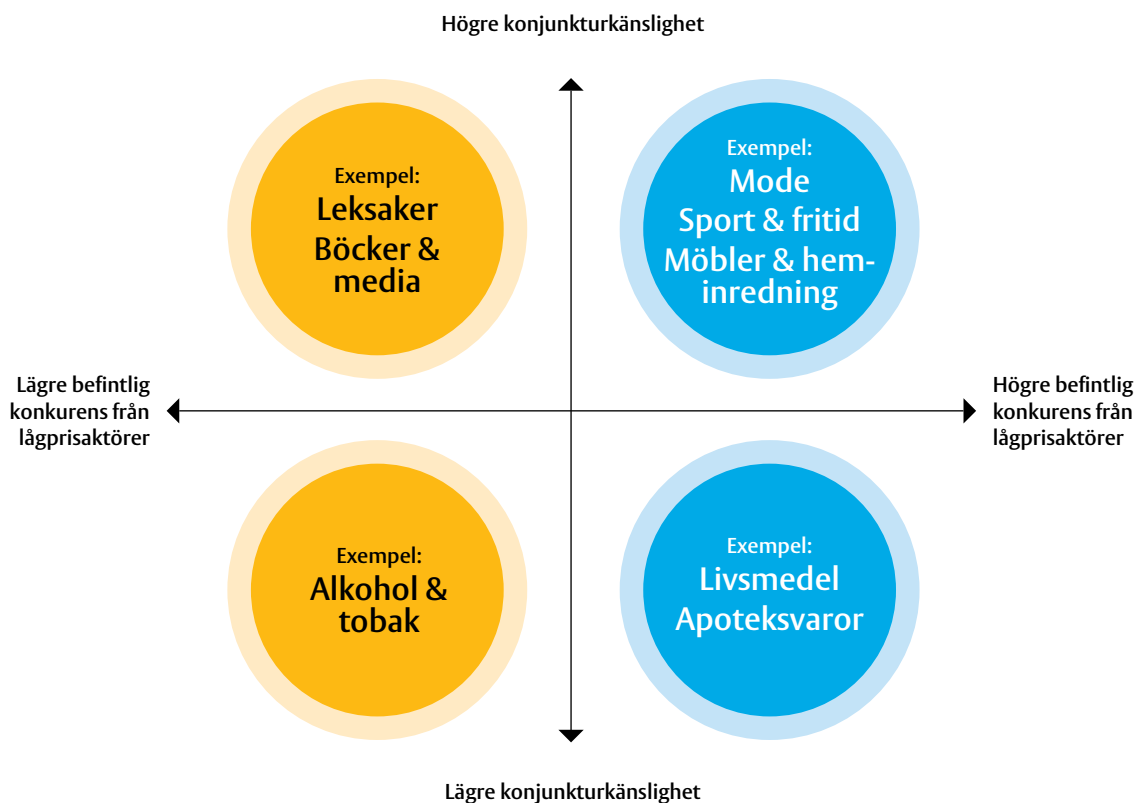 Högre konjunkturkänslighet
Exempel:
Leksaker
Böcker &
media
Exempel:
Mode
Sport & fritid
Möbler & hem-
inredning
Lägre befintlig
konkurens från
lågprisaktörer
Högre befintlig
konkurens från
lågprisaktörer
Exempel:
Alkohol &
tobak
Exempel:
Livsmedel
Apoteksvaror
Lägre konjunkturkänslighet